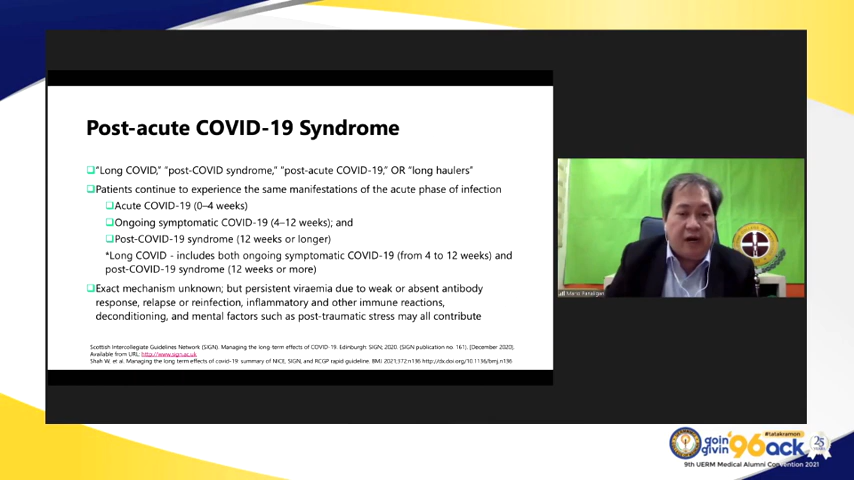 Post-acute COVID-19 Syndrome
"Long COVID," "post-COVID syndrome," "post-acute COVID-19," OR "long haulers"
Patients continue to experience the same manifestations of the acute phase of infection
Acute COVID-19 (0–4 weeks)
Ongoing symptomatic COVID-19 (4–12 weeks); and
Post-COVID-19 syndrome (12 weeks or longer)
*Long COVID - includes both ongoing symptomatic COVID-19 (from 4 to 12 weeks) and
post-COVID-19 syndrome (12 weeks or more)
Exact mechanism unknown; but persistent viraemia due to weak or absent antibody
response, relapse or reinfection, inflammatory and other immune reactions,
deconditioning, and mental factors such as post-traumatic stress may all contribute
Scottish Intercollegiate Guidelines Network (SIGN). Managing the long term effects of COVID-19. Edinburgh: SIGN; 2020. (SIGN publication no. 161). [December 2020].
Available from URL: http://www.sign.ac.uk
Shah W, et al. Managing the long term effects of covid-19: summary of NICE, SIGN, and RCGP rapid guideline. BMJ 2021;372:n136 http://dx.doi.org/10.1136/bmj.n136
Mario Panaligan
goin' '96 ack
givin'
#latakramon
25
YEARS
9th UERM Medical Alumni Convention 2021